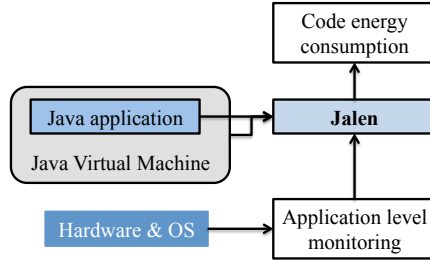 Code energy
consumption
Java application
Jalen
Java Virtual Machine
Hardware & OS
Application level
monitoring